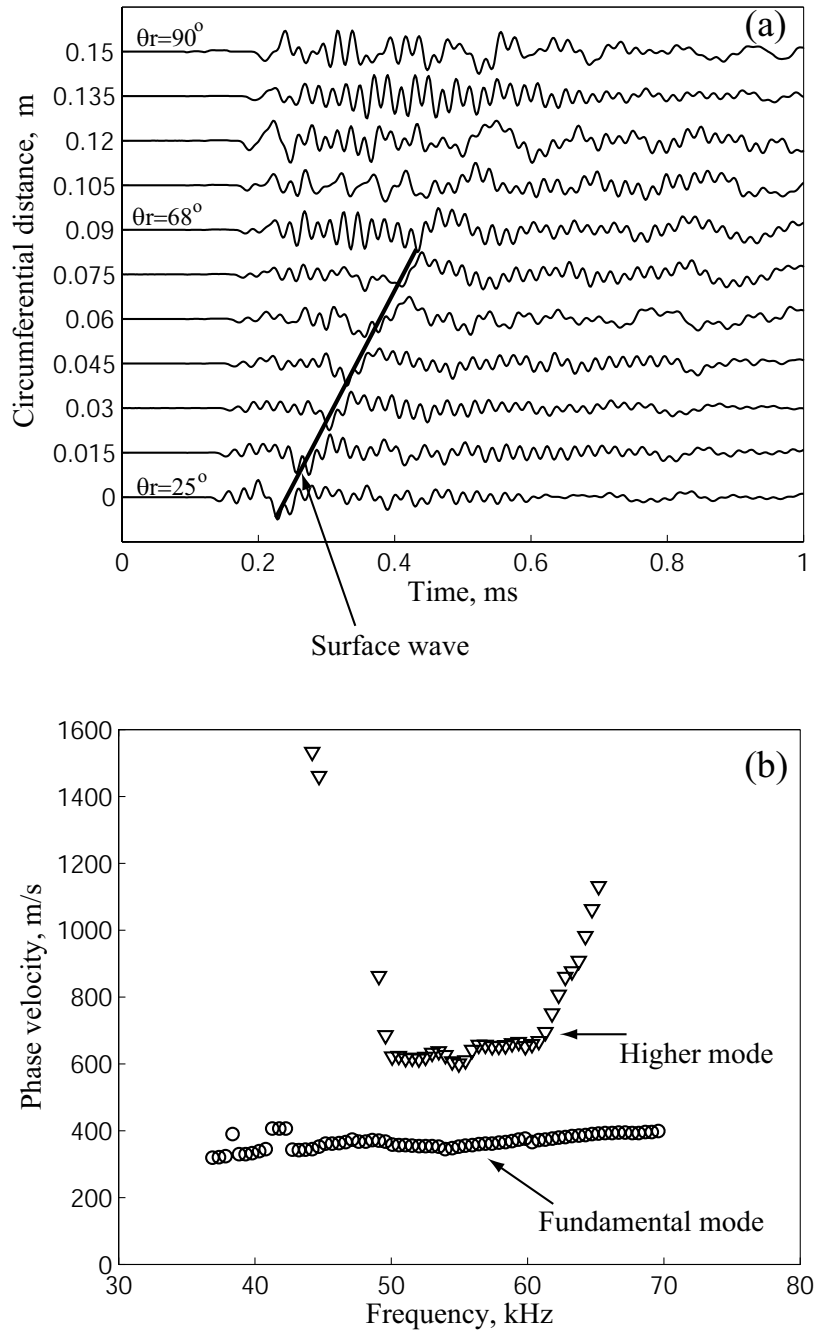 (a)
Circumferential distance, m
0.15
0.135
0.12
0.105
0.09
0.075
0.06
0.045
0.03
0.015
0
θr=90°
θr=68°
θr=25°
0 0.2 0.4 0.6 0.8 1
Time, ms
Surface wave
(b)
Phase velocity, m/s
1600
1400
1200
1000
800
600
400
200
0
Higher mode
Fundamental mode
30 40 50 60 70 80
Frequency, kHz